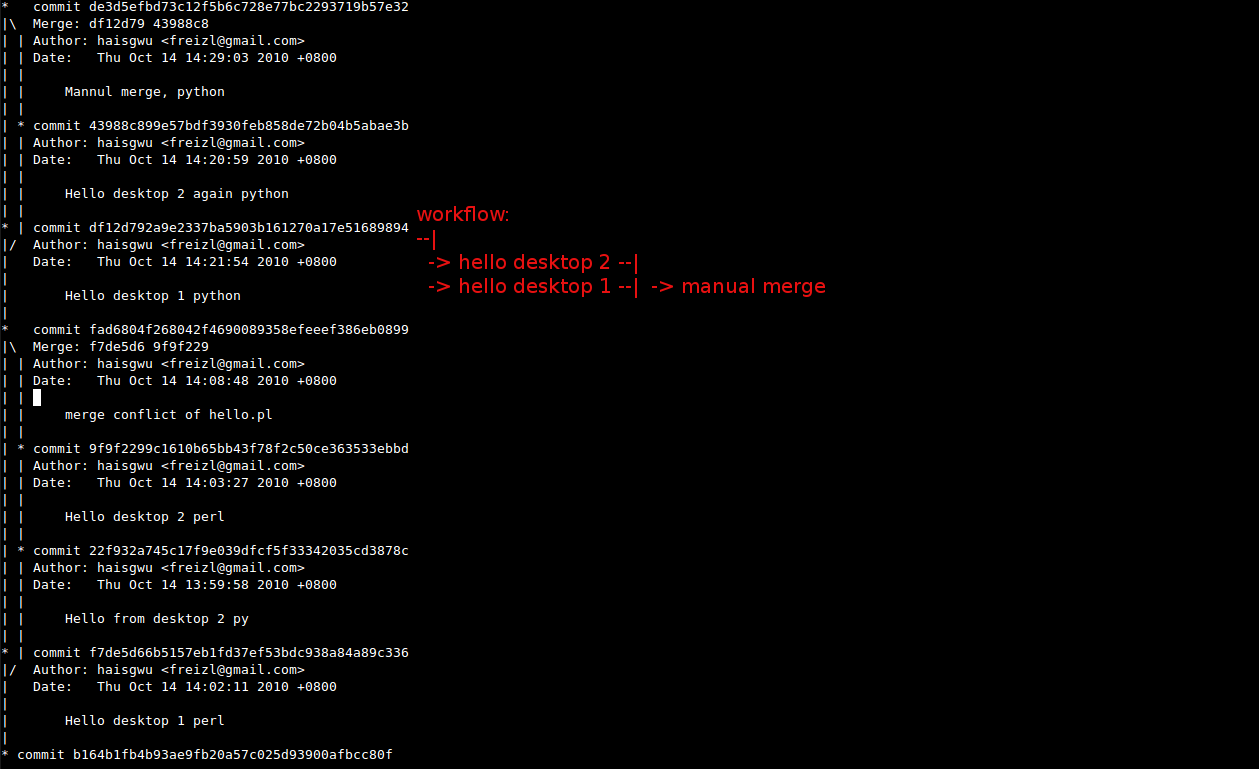 *   commit de3d5efbd73c12f5b6c728e77bc2293719b57e32
|\  Merge: df12d79 43988c8
| | Author: haisgwu <freizl@gmail.com>
| | Date:   Thu Oct 14 14:29:03 2010 +0800
| |
| |     Mannul merge, python
| |
| * commit 43988c899e57bdf3930feb858de72b04b5abae3b
| | Author: haisgwu <freizl@gmail.com>
| | Date:   Thu Oct 14 14:20:59 2010 +0800
| |
| |     Hello desktop 2 again python
| |
* | commit df12d792a9e2337ba5903b161270a17e51689894
|/  Author: haisgwu <freizl@gmail.com>
|   Date:   Thu Oct 14 14:21:54 2010 +0800
|
|       Hello desktop 1 python
|
workflow:
--|
-> hello desktop 2 --|
-> hello desktop 1 --| -> manual merge
*   commit fad6804f268042f4690089358efeeef386eb0899
|\  Merge: f7de5d6 9f9f229
| | Author: haisgwu <freizl@gmail.com>
| | Date:   Thu Oct 14 14:08:48 2010 +0800
| |
| |     merge conflict of hello.pl
| |
| * commit 9f9f2299c1610b65bb43f78f2c50ce363533ebbd
| | Author: haisgwu <freizl@gmail.com>
| | Date:   Thu Oct 14 14:03:27 2010 +0800
| |
| |     Hello desktop 2 perl
| |
| * commit 22f932a745c17f9e039dfcf5f33342035cd3878c
| | Author: haisgwu <freizl@gmail.com>
| | Date:   Thu Oct 14 13:59:58 2010 +0800
| |
| |     Hello from desktop 2 py
| |
* | commit f7de5d66b5157eb1fd37ef53bdc938a84a89c336
|/  Author: haisgwu <freizl@gmail.com>
|   Date:   Thu Oct 14 14:02:11 2010 +0800
|
|       Hello desktop 1 perl
|
* commit b164b1fb4b93ae9fb20a57c025d93900afbcc80f